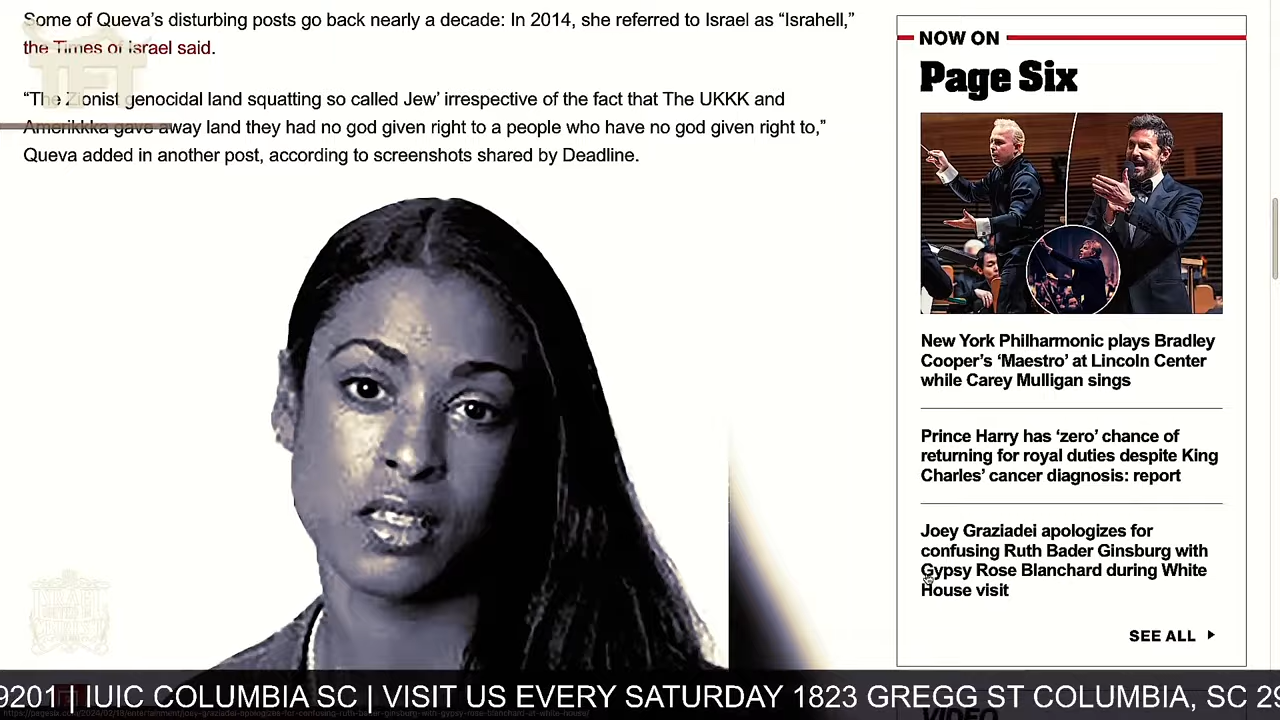 Some of Queva’s disturbing posts go back nearly a decade: In 2014, she referred to Israel as “Israhell,”
the Times of Israel said.
“The Zionist genocidal land squatting so called Jew’ irrespective of the fact that The UKKK and
Amerikkka gave away land they had no god given right to a people who have no god given right to,”
Queva added in another post, according to screenshots shared by Deadline.
NOW ON
Page Six
New York Philharmonic plays Bradley
Cooper’s ‘Maestro’ at Lincoln Center
while Carey Mulligan sings
Prince Harry has ‘zero’ chance of
returning for royal duties despite King
Charles’ cancer diagnosis: report
Joey Graziadei apologizes for
confusing Ruth Bader Ginsburg with
Gypsy Rose Blanchard during White
House visit
SEE ALL
VIDEO
9201 | IUIC COLUMBIA SC | VISIT US EVERY SATURDAY 1823 GREGG ST COLUMBIA, SC 29